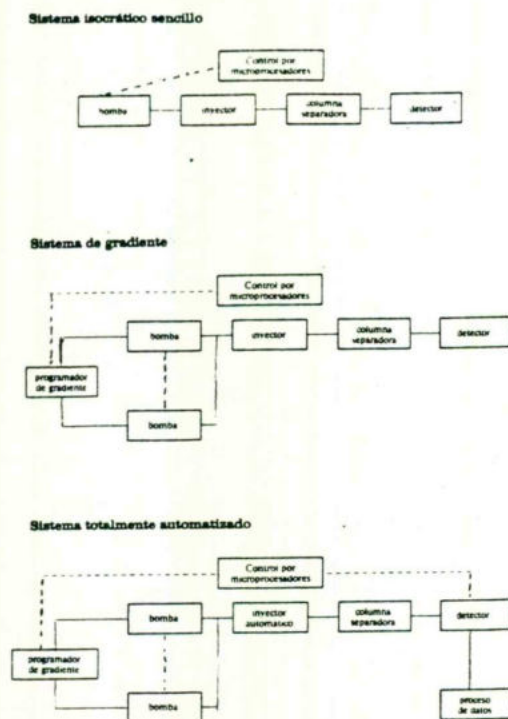 Sistema isocrático sencillo
Control por
microprocesadores
bomba
inyector
columna
separadora
detector
Sistema de gradiente
Control por
microprocesadores
bomba
inyector
columna
separadora
detector
programador
de gradiente
bomba
Sistema totalmente automatizado
Control por
microprocesadores
bomba
inyector
automatico
columna
separadora
detector
programador
de gradiente
bomba
proceso
de datos